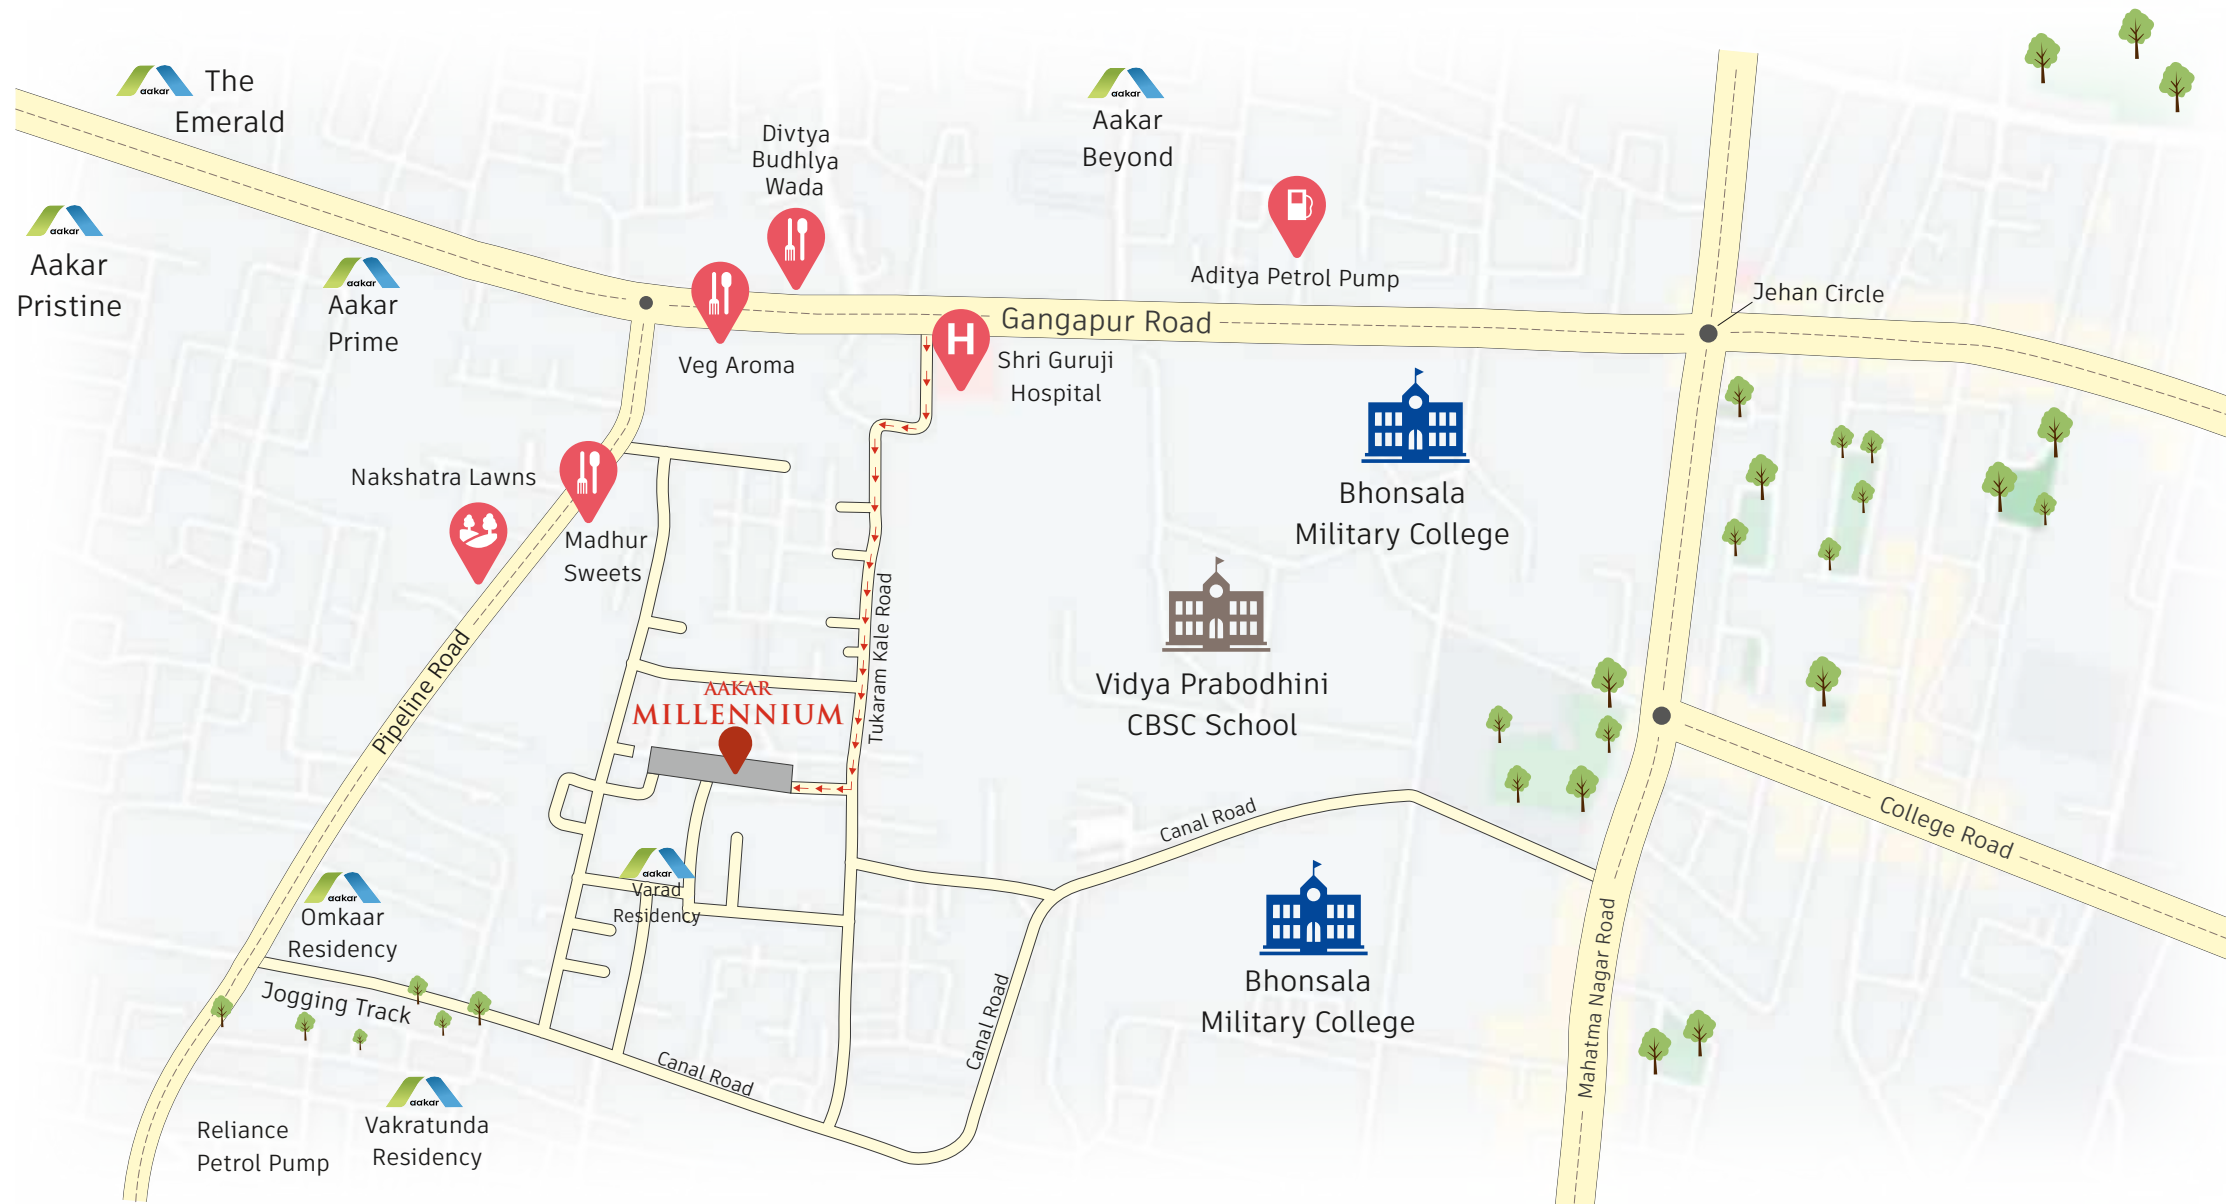 aakar
The
Emerald
aakar
Aakar
Beyond
Divtya
Budhlya
Wada
aakar
Aakar
Pristine
aakar
Aakar
Prime
Aditya Petrol Pump
Jehan Circle
Gangapur Road
Veg Aroma
H
Shri Guruji
Hospital
Nakshatra Lawns
Madhur
Sweets
Bhonsala
Military College
Tukaram Kale Road
Pipeline Road
AAKAR
MILLENNIUM
Vidya Prabodhini
CBSC School
Canal Road
College Road
aakar
Varad
Residency
aakar
Omkaar
Residency
Jogging Track
Bhonsala
Military College
Mahatma Nagar Road
Canal Road
Canal Road
aakar
Vakratunda
Residency
Reliance
Petrol Pump